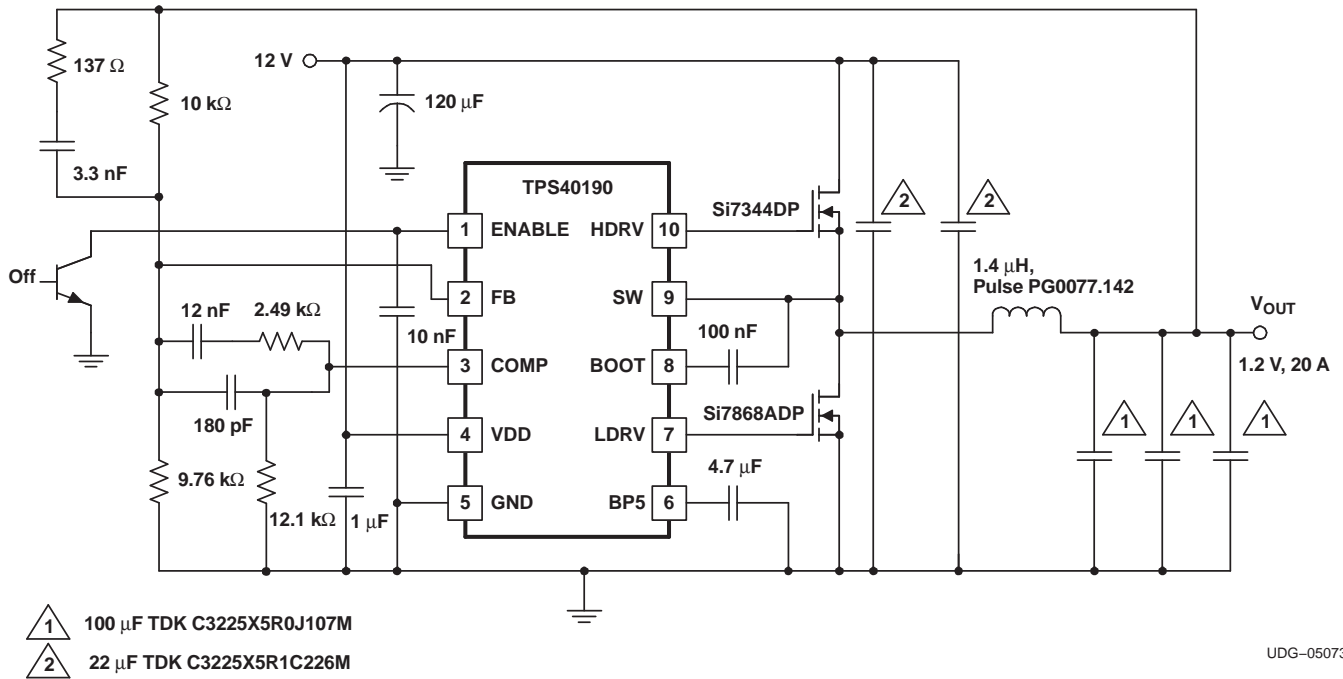 137 Ω
10 kΩ
3.3 nF
12 V
120 μF
TPS40190
1 ENABLE HDRV 10
2 FB SW 9
3 COMP BOOT 8
4 VDD LDRV 7
5 GND BP5 6
Off
12 nF
2.49 kΩ
180 pF
9.76 kΩ
12.1 kΩ
1 μF
10 nF
100 nF
4.7 μF
Si7344DP
Si7868ADP
2
2
1.4 μH,
Pulse PG0077.142
VOUT
1.2 V, 20 A
1
1
1
1 100 μF TDK C3225X5R0J107M
2 22 μF TDK C3225X5R1C226M
UDG−05073